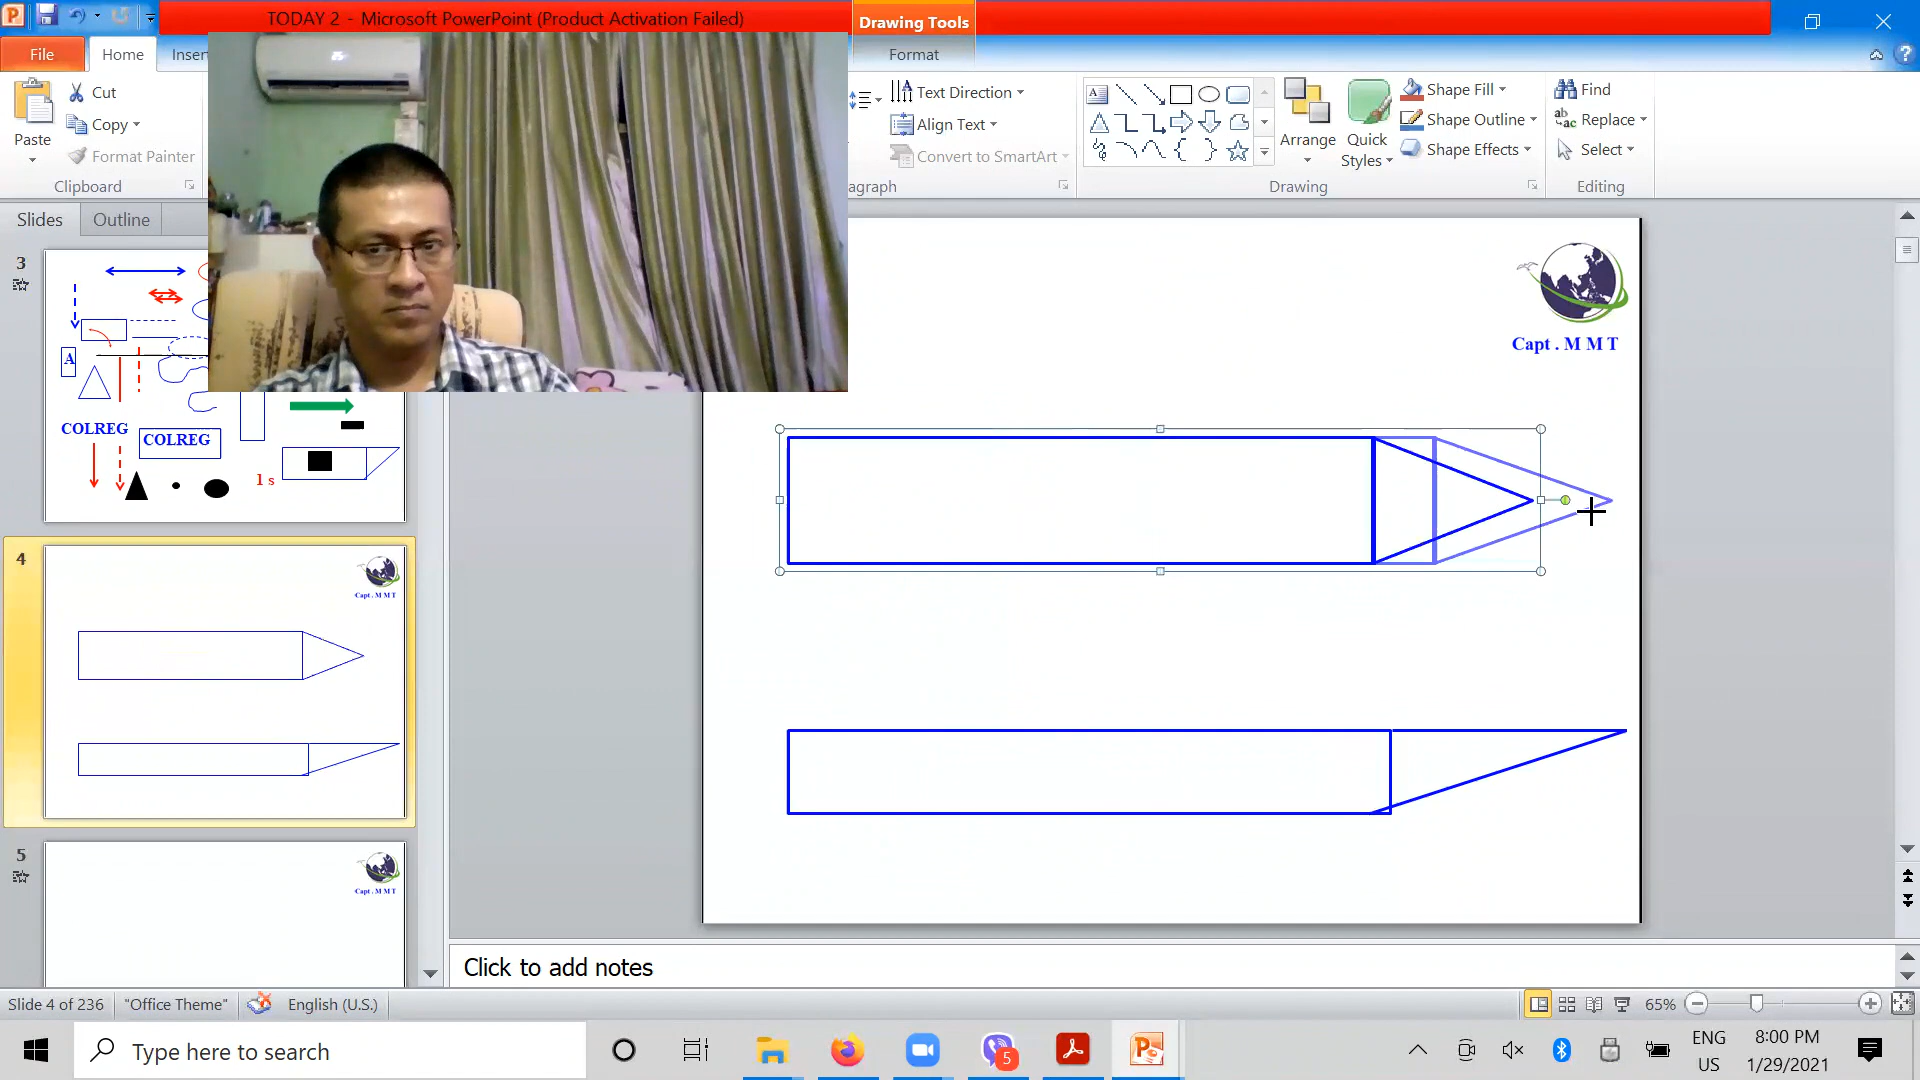 TODAY 2 - Microsoft PowerPoint (Product Activation Failed)
Drawing Tools
File
Home
Insert
Format
Paste
Cut
Copy
Format Painter
Clipboard
Text Direction
Align Text
Convert to SmartArt
agraph
Arrange
Quick
Styles
Shape Fill
Shape Outline
Shape Effects
Drawing
Find
Replace
Select
Editing
Slides
Outline
3
A
COLREG
COLREG
1 s
4
Capt . M M T
5
Capt . M M T
Capt . M M T
Click to add notes
Slide 4 of 236
"Office Theme"
English (U.S.)
65%
Type here to search
5
ENG
US
8:00 PM
1/29/2021